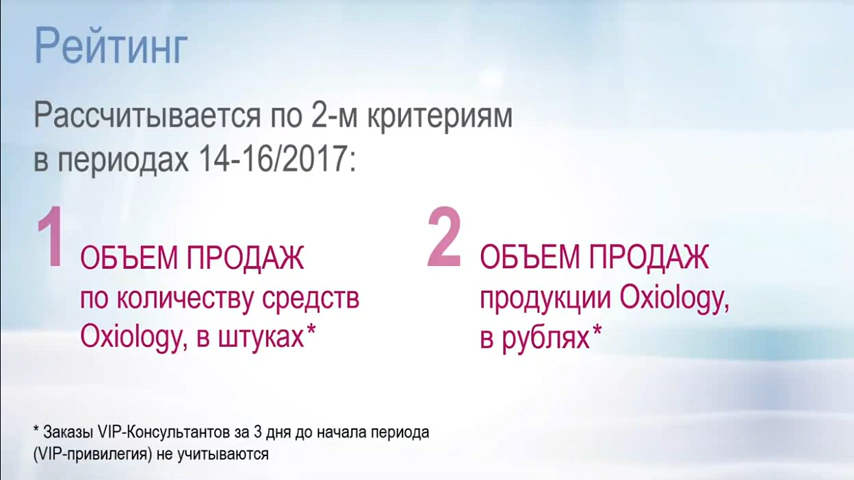 Рейтинг
Рассчитывается по 2-м критериям
в периодах 14-16/2017:
1
ОБЪЕМ ПРОДАЖ
по количеству средств
Oxiology, в штуках*
2
ОБЪЕМ ПРОДАЖ
продукции Oxiology,
в рублях*
* Заказы VIP-Консультантов за 3 дня до начала периода
(VIP-привилегия) не учитываются